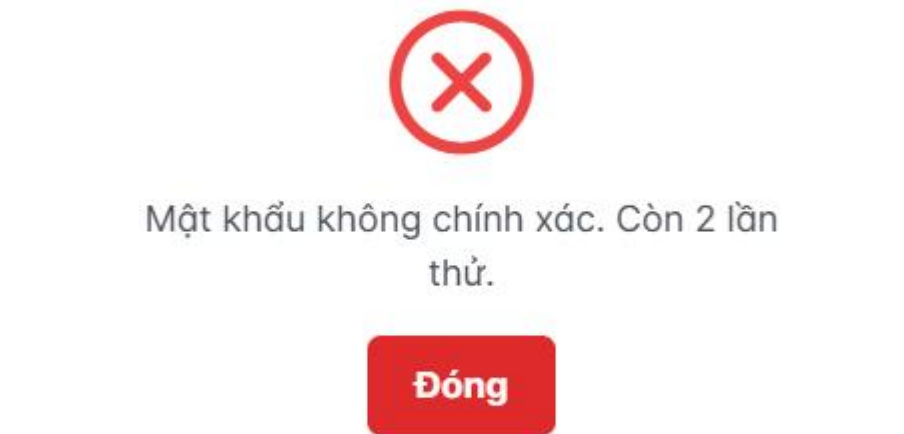 Mật khẩu không chính xác. Còn 2 lần
thử.
Đóng